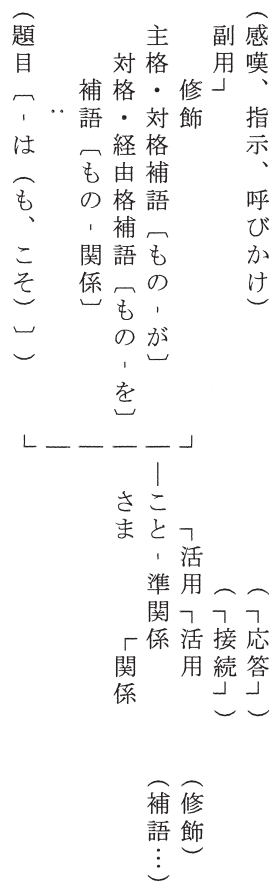 （感嘆、指示、呼びかけ）　（┐応答┘）
副用┘　（┐接続┘）
修飾　┐活用┐活用　（修飾）
主格・対格補語〔もの-が〕　こと-準関係　（補語…）
対格・経由格補語〔もの-を〕　さま　┌関係
補語〔もの-関係〕
‥
（題目〔-は（も、こそ）〕）